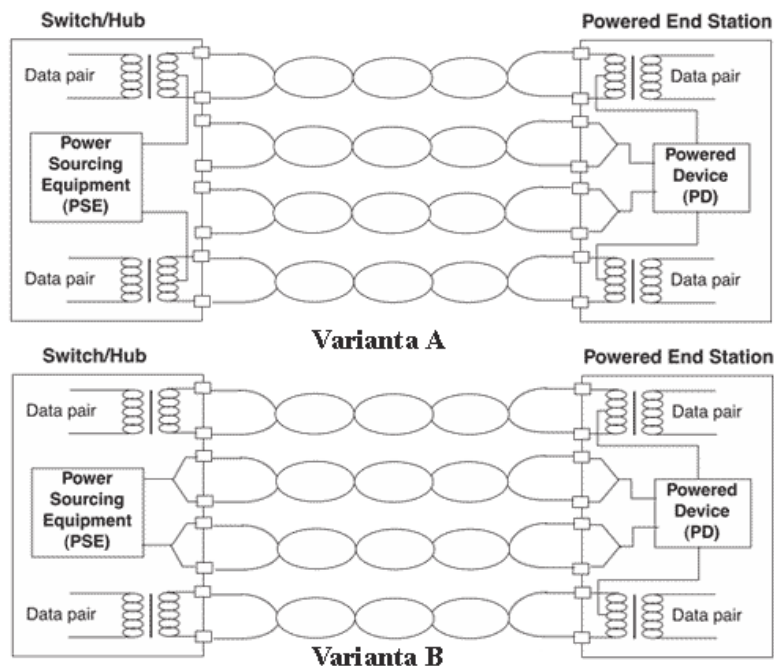 Switch/Hub
Powered End Station
Data pair
Data pair
Power
Sourcing
Equipment
(PSE)
Powered
Device
(PD)
Data pair
Data pair
Varianta A
Switch/Hub
Powered End Station
Data pair
Data pair
Power
Sourcing
Equipment
(PSE)
Powered
Device
(PD)
Data pair
Data pair
Varianta B